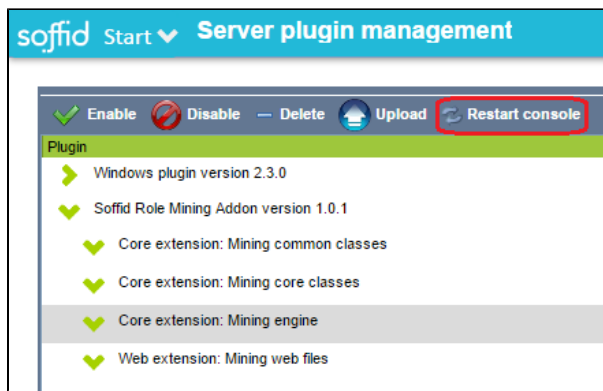 soffid Start Server plugin management
Enable Disable Delete Upload Restart console
Plugin
Windows plugin version 2.3.0
Soffid Role Mining Addon version 1.0.1
Core extension: Mining common classes
Core extension: Mining core classes
Core extension: Mining engine
Web extension: Mining web files